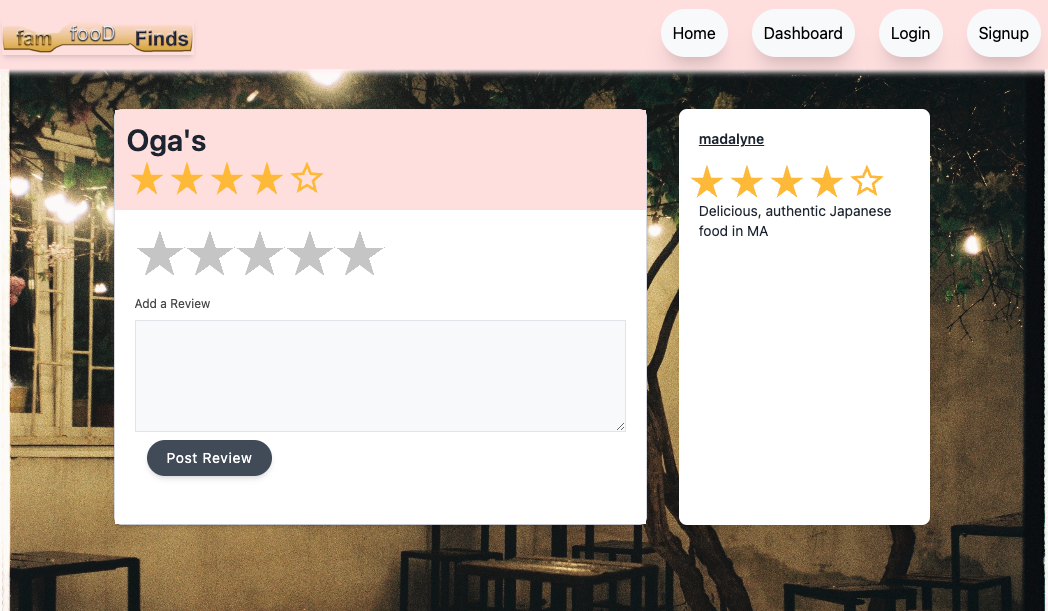 fam fooD Finds
Home
Dashboard
Login
Signup
Oga's
Add a Review
Post Review
madalyne
Delicious, authentic Japanese
food in MA